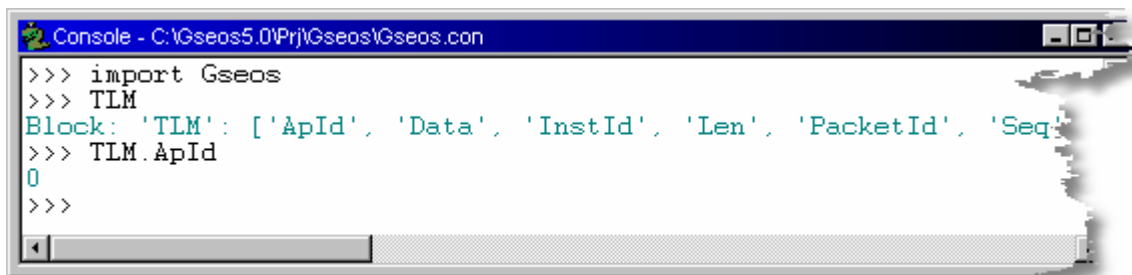 Console - C:\Gseos5.0\Prj\Gseos\Gseos.con
>>> import Gseos
>>> TLM
Block: 'TLM': ['ApId', 'Data', 'InstId', 'Len', 'PacketId', 'Seq'
>>> TLM.ApId
0
>>>